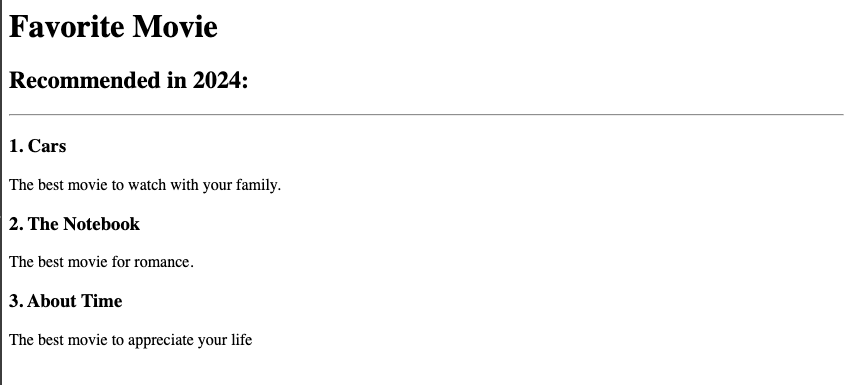 Favorite Movie
Recommended in 2024:
1. Cars
The best movie to watch with your family.
2. The Notebook
The best movie for romance.
3. About Time
The best movie to appreciate your life